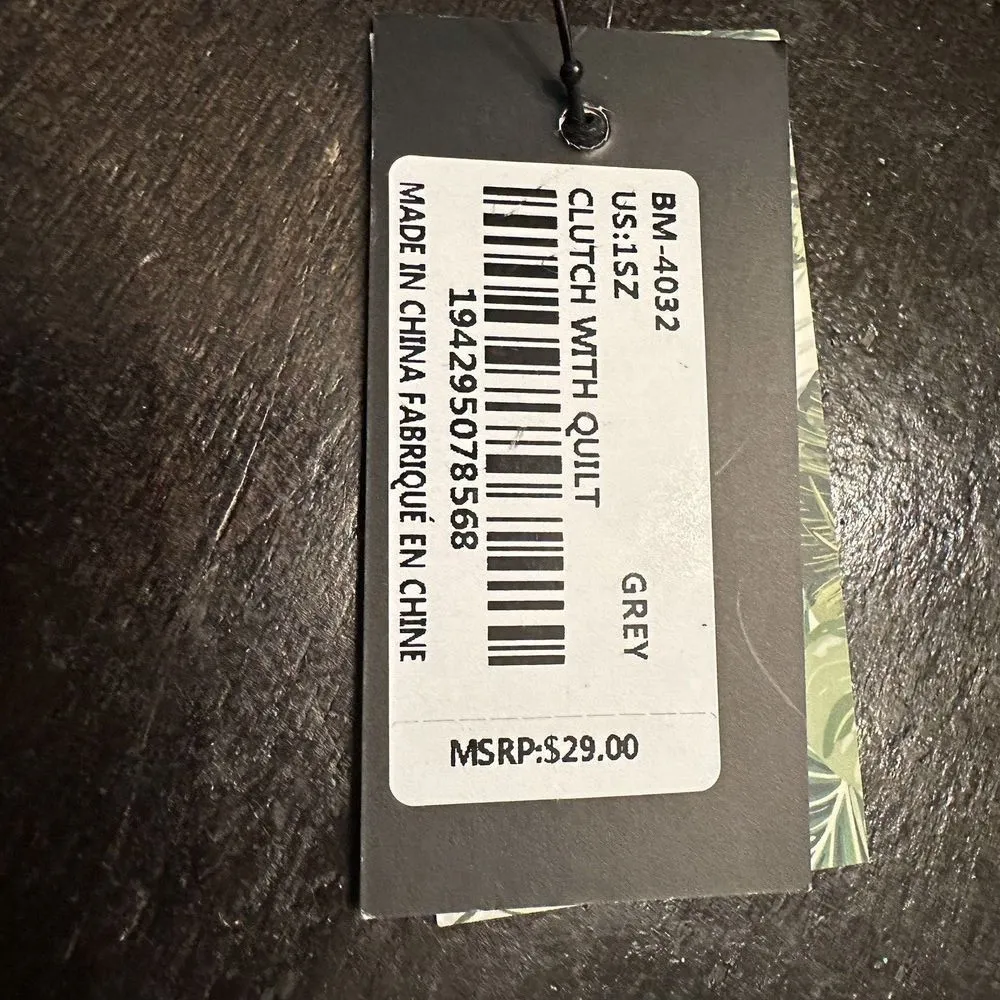 BM-4032
US:1SZ GREY
CLUTCH WITH QUILT
194295078568
MADE IN CHINA FABRIQUÉ EN CHINE
MSRP:$29.00